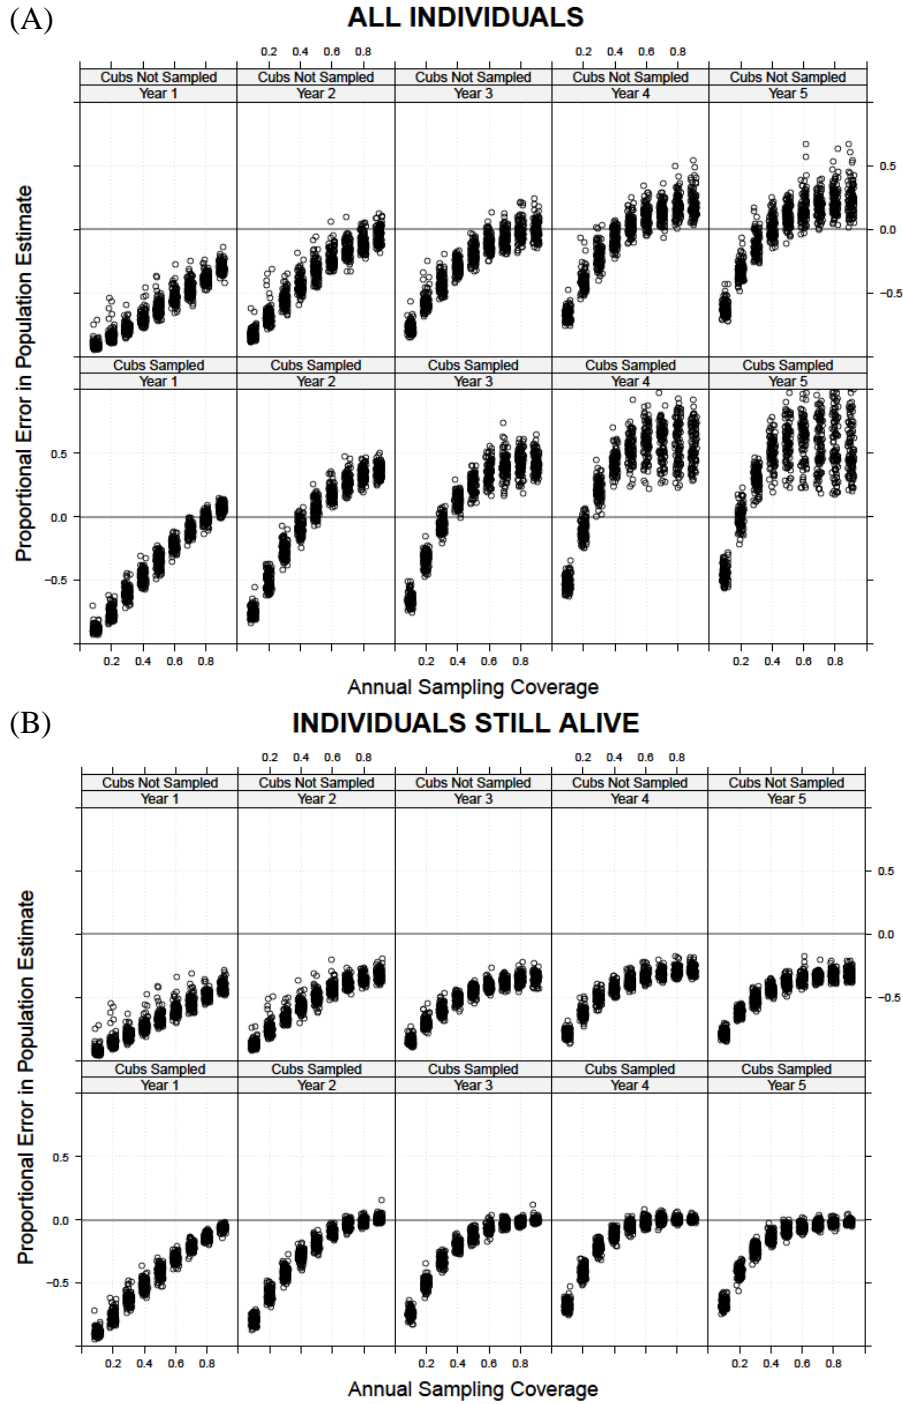 (A)
ALL INDIVIDUALS
0.2 0.4 0.6 0.8 0.2 0.4 0.6 0.8
Cubs Not Sampled Cubs Not Sampled Cubs Not Sampled Cubs Not Sampled Cubs Not Sampled
Year 1 Year 2 Year 3 Year 4 Year 5
0.5
0.0
−0.5
Cubs Sampled Cubs Sampled Cubs Sampled Cubs Sampled Cubs Sampled
Year 1 Year 2 Year 3 Year 4 Year 5
0.5
0.0
−0.5
Proportional Error in Population Estimate
0.2 0.4 0.6 0.8 0.2 0.4 0.6 0.8 0.2 0.4 0.6 0.8
Annual Sampling Coverage
(B)
INDIVIDUALS STILL ALIVE
0.2 0.4 0.6 0.8 0.2 0.4 0.6 0.8
Cubs Not Sampled Cubs Not Sampled Cubs Not Sampled Cubs Not Sampled Cubs Not Sampled
Year 1 Year 2 Year 3 Year 4 Year 5
0.5
0.0
−0.5
Cubs Sampled Cubs Sampled Cubs Sampled Cubs Sampled Cubs Sampled
Year 1 Year 2 Year 3 Year 4 Year 5
0.5
0.0
−0.5
Proportional Error in Population Estimate
0.2 0.4 0.6 0.8 0.2 0.4 0.6 0.8 0.2 0.4 0.6 0.8
Annual Sampling Coverage